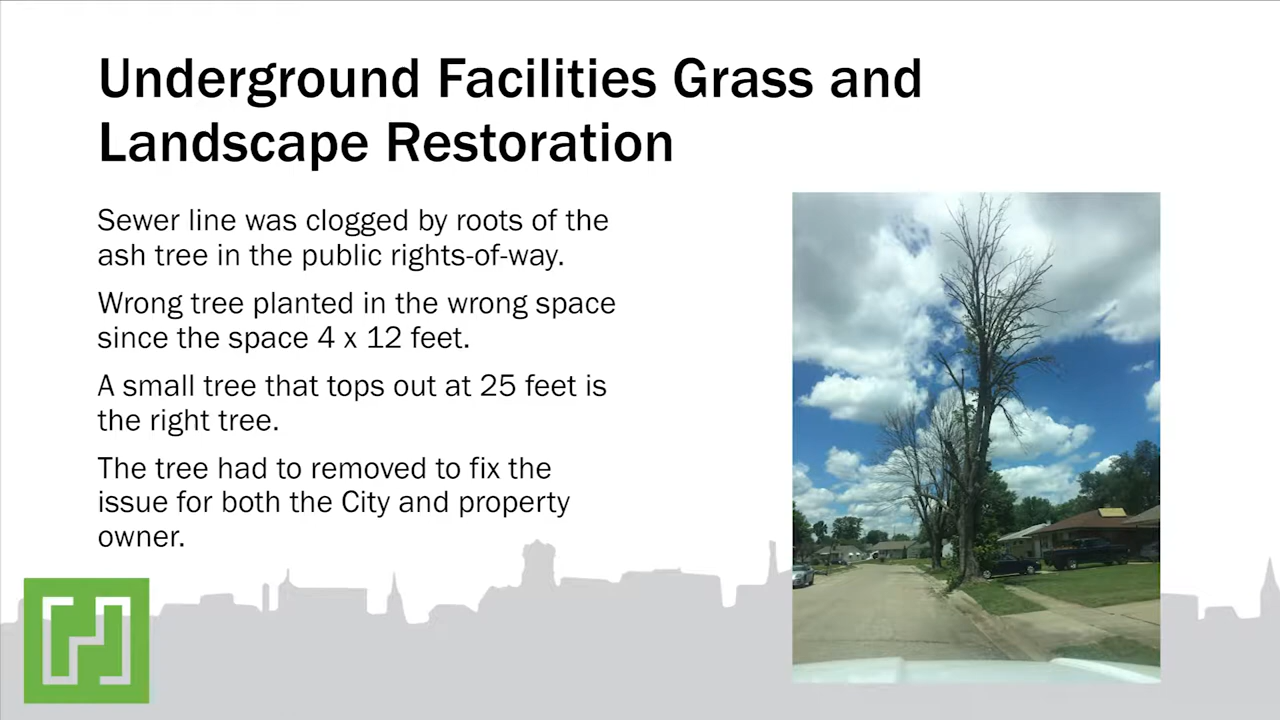 Underground Facilities Grass and
Landscape Restoration
Sewer line was clogged by roots of the
ash tree in the public rights-of-way.
Wrong tree planted in the wrong space
since the space 4 x 12 feet.
A small tree that tops out at 25 feet is
the right tree.
The tree had to removed to fix the
issue for both the City and property
owner.